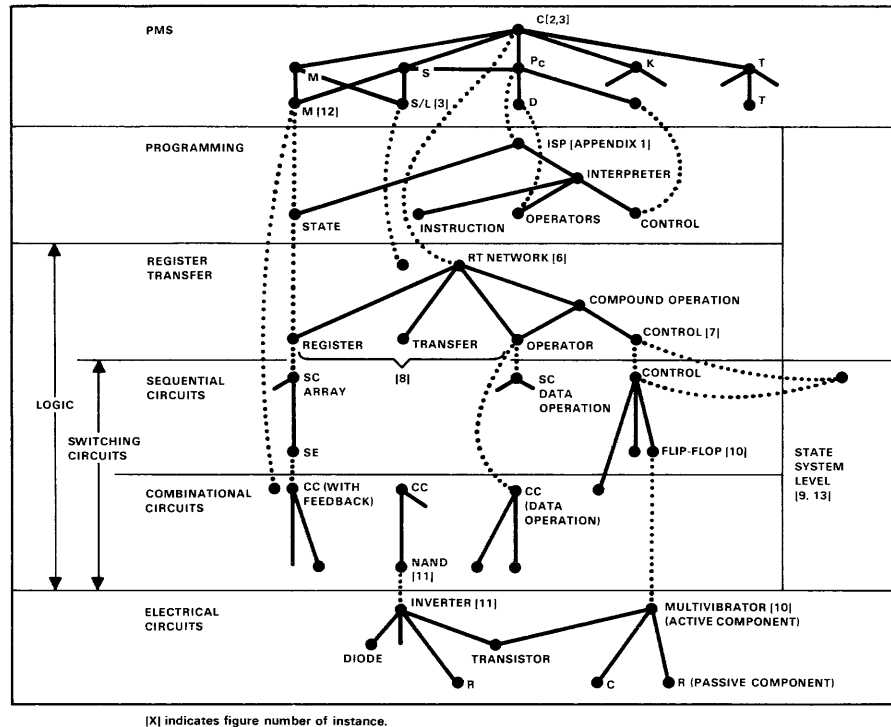 PMS
C[2,3]
M
S
Pc
K
T
M [12]
S/L [3]
D
T
PROGRAMMING
ISP [APPENDIX 1]
INTERPRETER
STATE
INSTRUCTION
OPERATORS
CONTROL
REGISTER
TRANSFER
RT NETWORK [6]
COMPOUND OPERATION
REGISTER
TRANSFER
OPERATOR
CONTROL [7]
[8]
LOGIC
SWITCHING
CIRCUITS
SEQUENTIAL
CIRCUITS
SC
ARRAY
SC
DATA
OPERATION
CONTROL
SE
FLIP-FLOP [10]
STATE
SYSTEM
LEVEL
[9, 13]
COMBINATIONAL
CIRCUITS
CC (WITH
FEEDBACK)
CC
CC
(DATA
OPERATION)
NAND
[11]
ELECTRICAL
CIRCUITS
INVERTER [11]
MULTIVIBRATOR [10]
(ACTIVE COMPONENT)
DIODE
TRANSISTOR
R
C
R (PASSIVE COMPONENT)
[X] indicates figure number of instance.